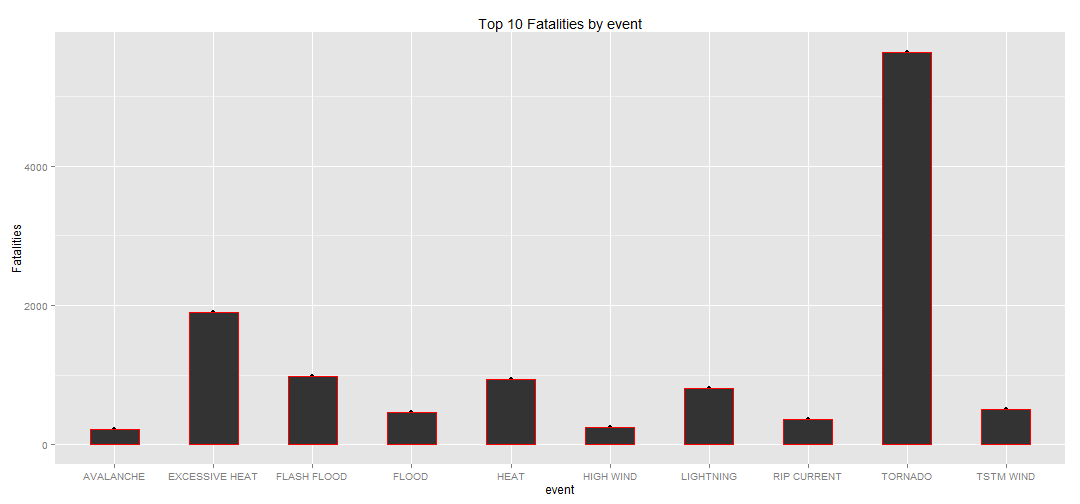 Top 10 Fatalities by event
Fatalities
4000
2000
0
AVALANCHE EXCESSIVE HEAT FLASH FLOOD FLOOD HEAT HIGH WIND LIGHTNING RIP CURRENT TORNADO TSTM WIND
event